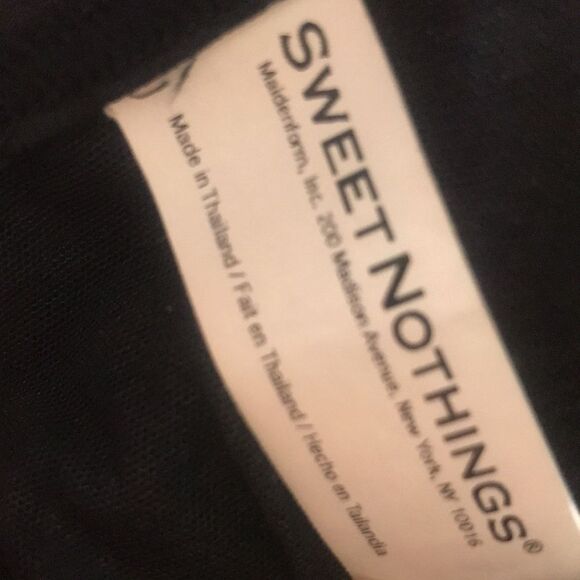 SWEET NOTHINGS®
Maidenform, Inc. 200 Madison Avenue, New York, NY 10016
Made in Thailand / Fait en Thailand / Hecho en Tailandia